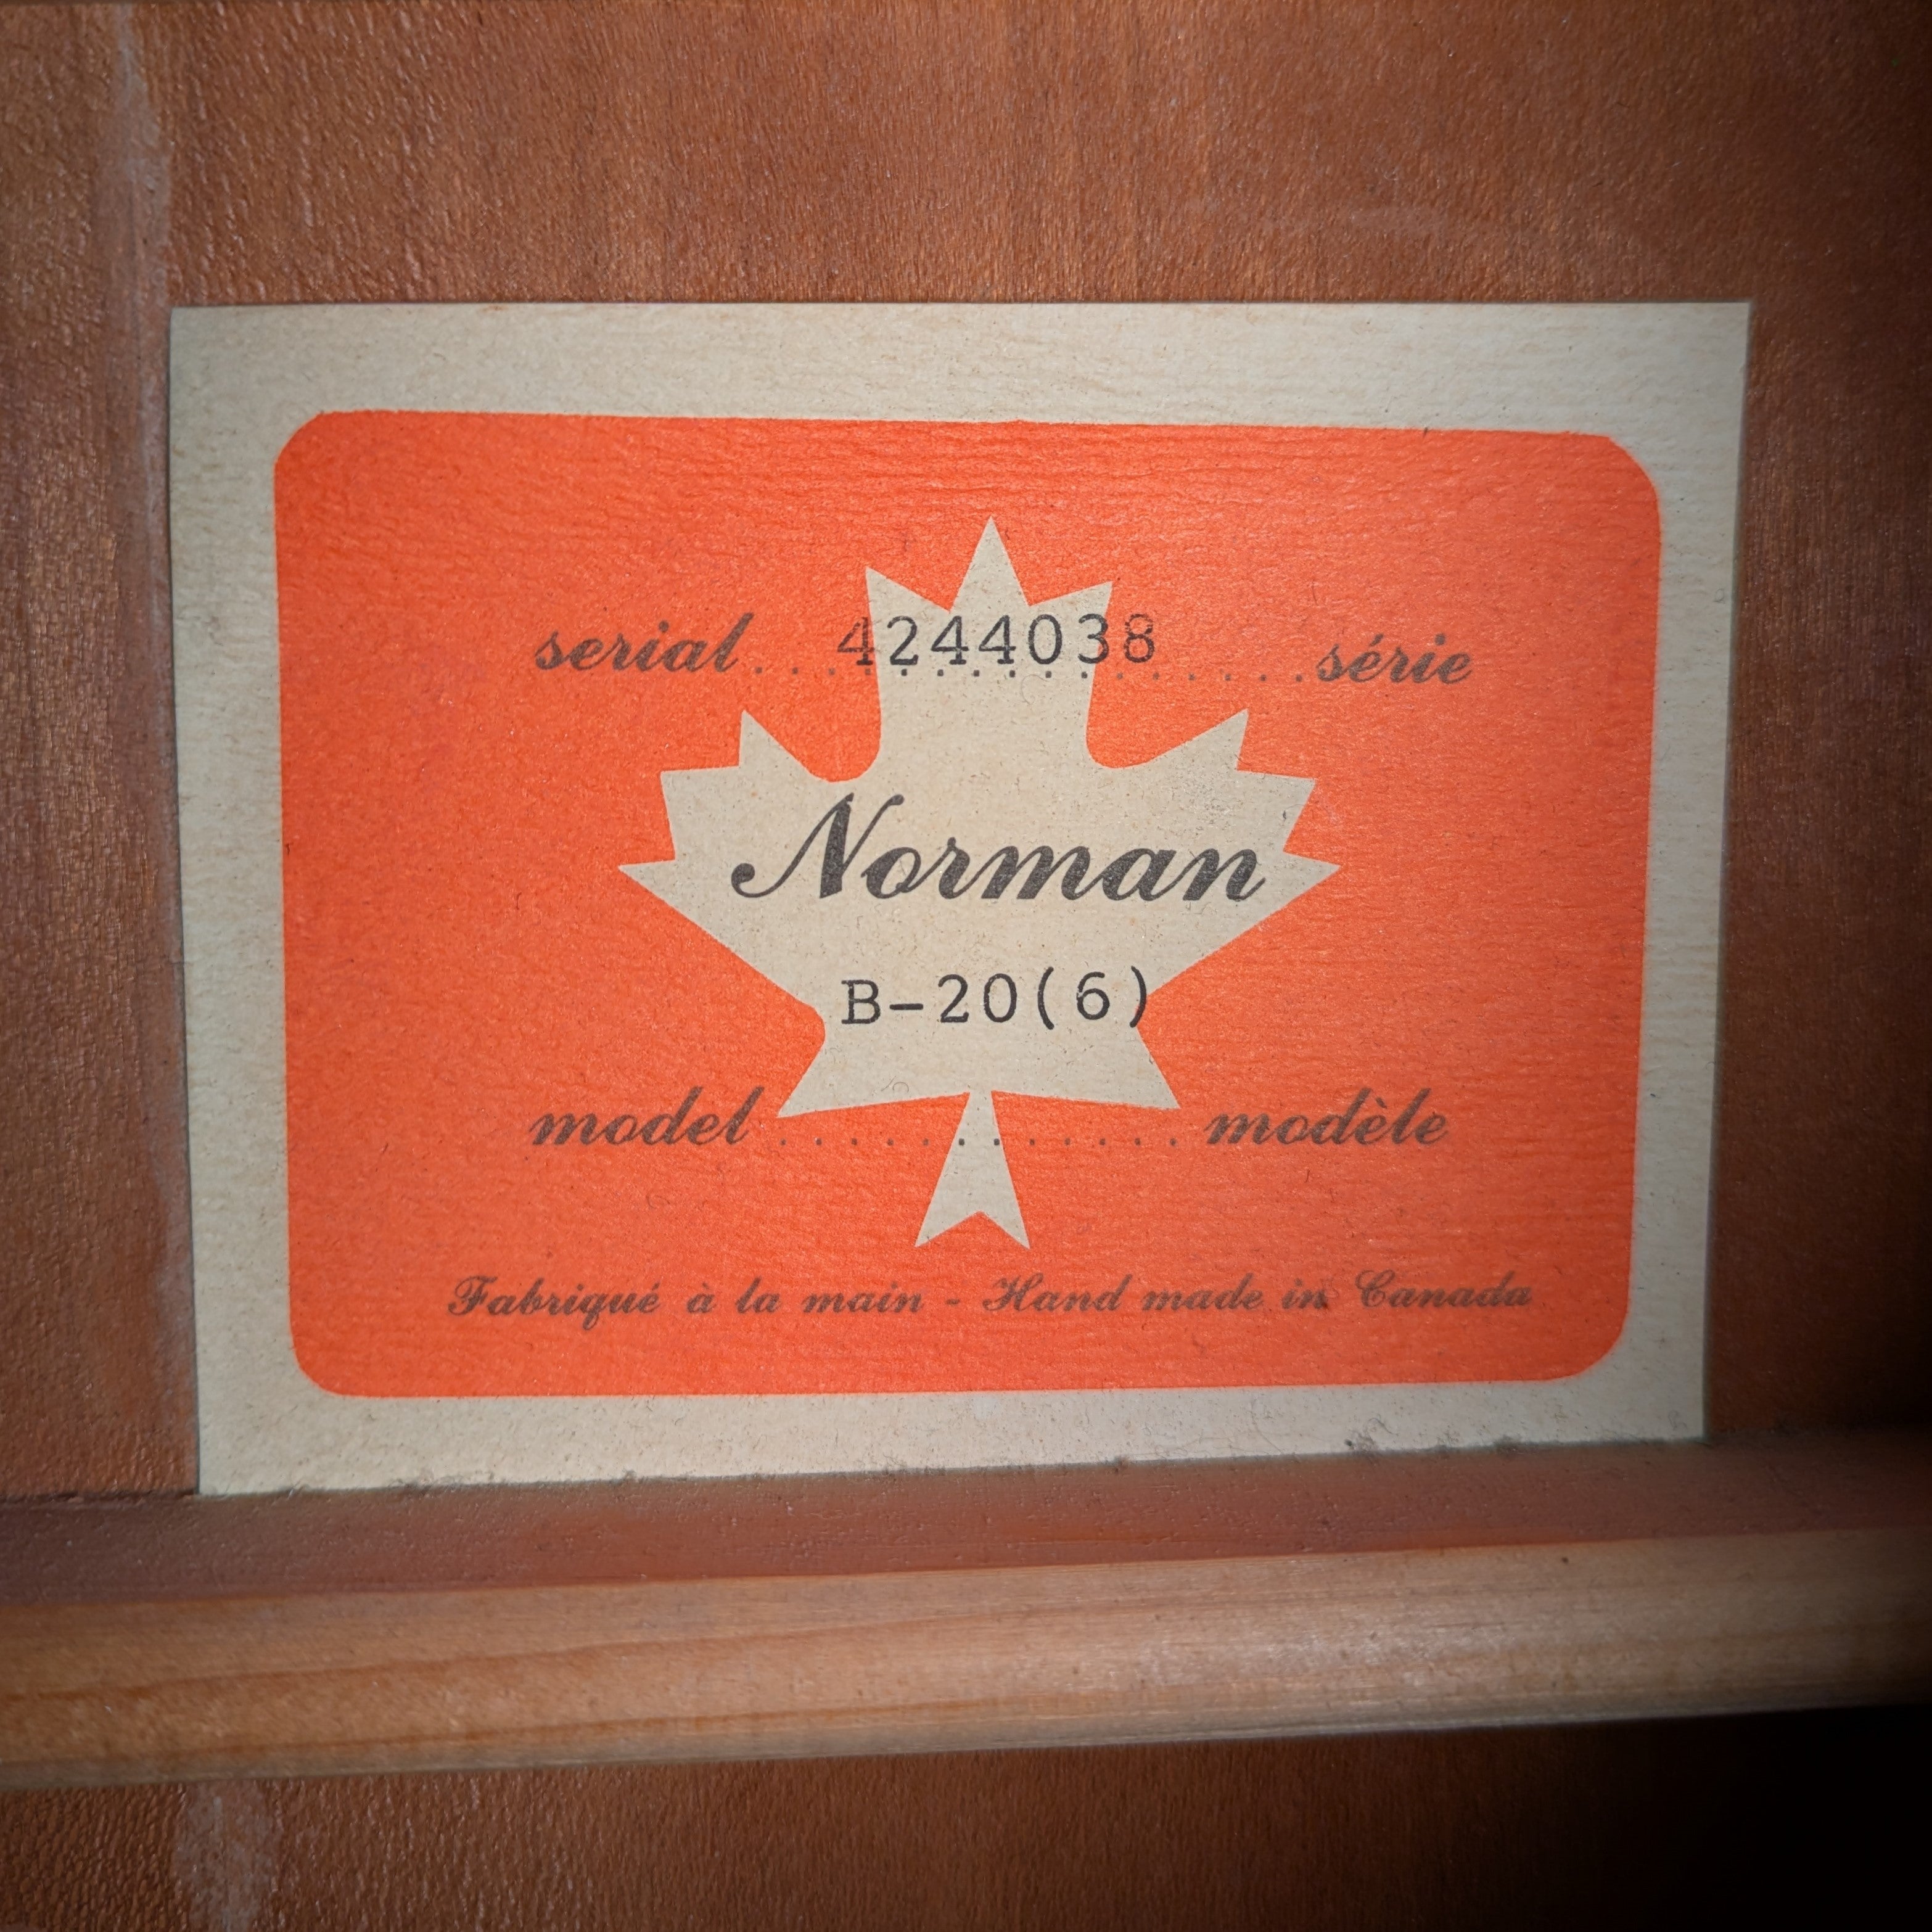 serial . . . 4244038 . . . . . . . . . . . . . série
Norman
B-20(6)
model . . . . . . . . . . . . . . modèle
Fabriqué à la main - Hand made in Canada